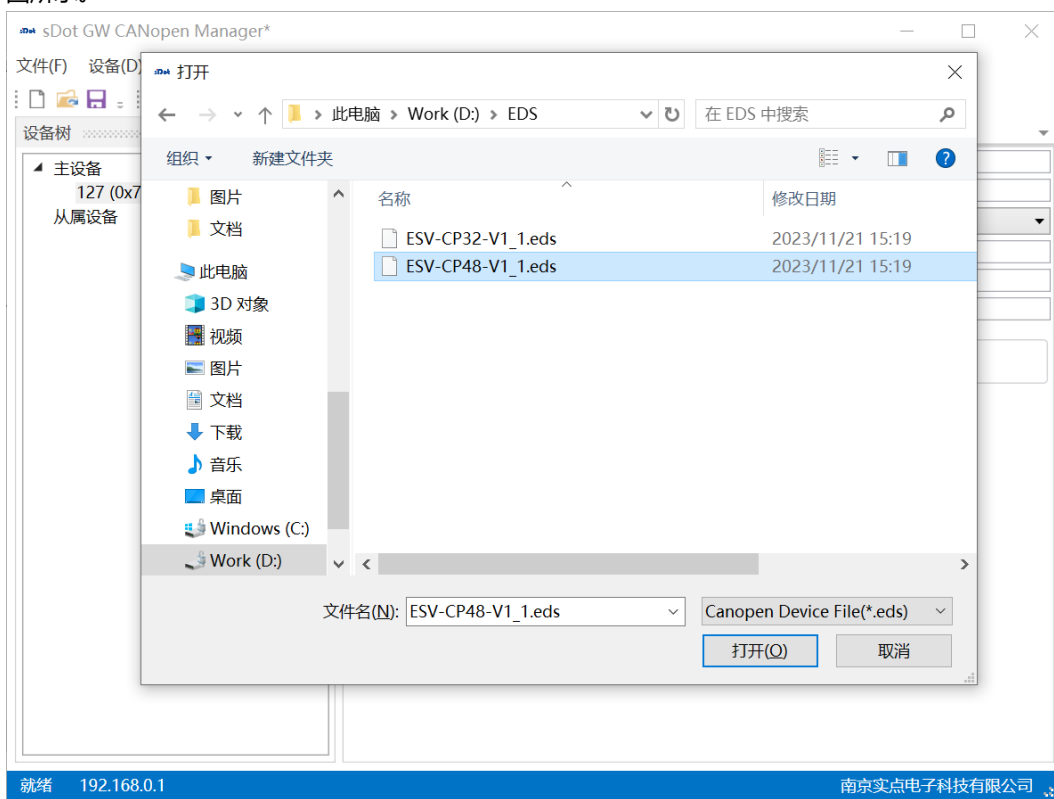 sDot sDot GW CANopen Manager*
文件(F) 设备(D)
设备树
主设备
127 (0x7
从属设备
sDot 打开
此电脑 > Work (D:) > EDS
在 EDS 中搜索
组织 新建文件夹
图片
文档
此电脑
3D 对象
视频
图片
文档
下载
音乐
桌面
Windows (C:)
Work (D:)
名称 修改日期
ESV-CP32-V1_1.eds 2023/11/21 15:19
ESV-CP48-V1_1.eds 2023/11/21 15:19
文件名(N): ESV-CP48-V1_1.eds Canopen Device File(*.eds)
打开(O) 取消
就绪 192.168.0.1 南京实点电子科技有限公司